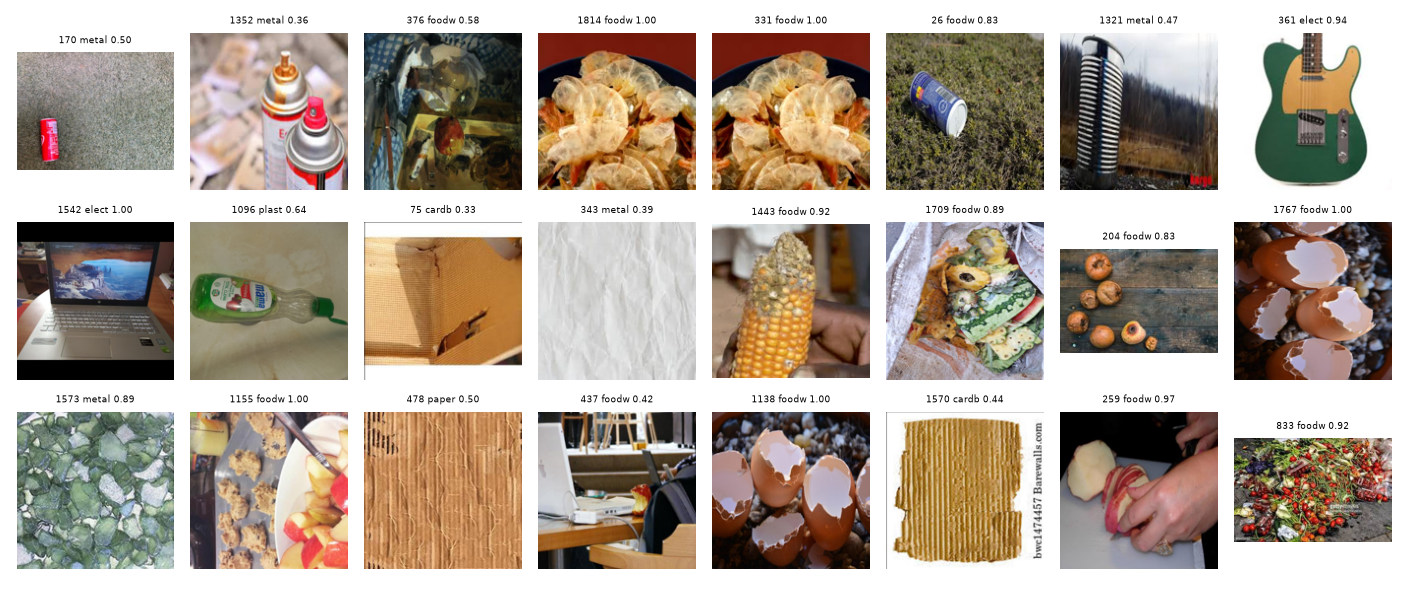 170 metal 0.50
1352 metal 0.36
376 foodw 0.58
1814 foodw 1.00
331 foodw 1.00
26 foodw 0.83
1321 metal 0.47
361 elect 0.94
1542 elect 1.00
1096 plast 0.64
75 cardb 0.33
343 metal 0.39
1443 foodw 0.92
1709 foodw 0.89
204 foodw 0.83
1767 foodw 1.00
1573 metal 0.89
1155 foodw 1.00
478 paper 0.50
437 foodw 0.42
1138 foodw 1.00
1570 cardb 0.44
bwc1474457 Barewalls.com
259 foodw 0.97
833 foodw 0.92